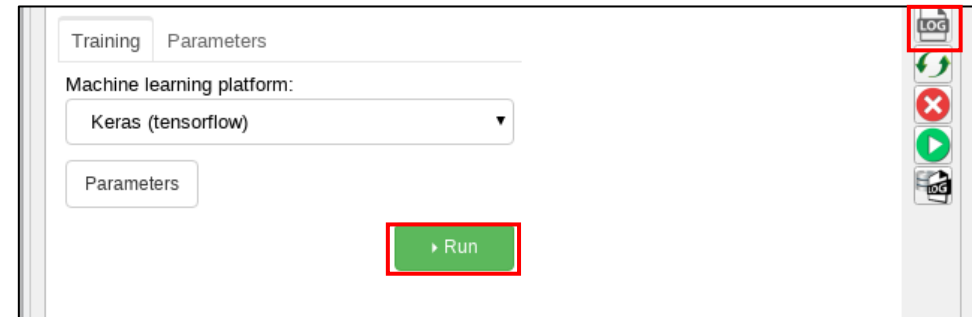 Training Parameters
Machine learning platform:
Keras (tensorflow)
Parameters
Run
LOG
LOG